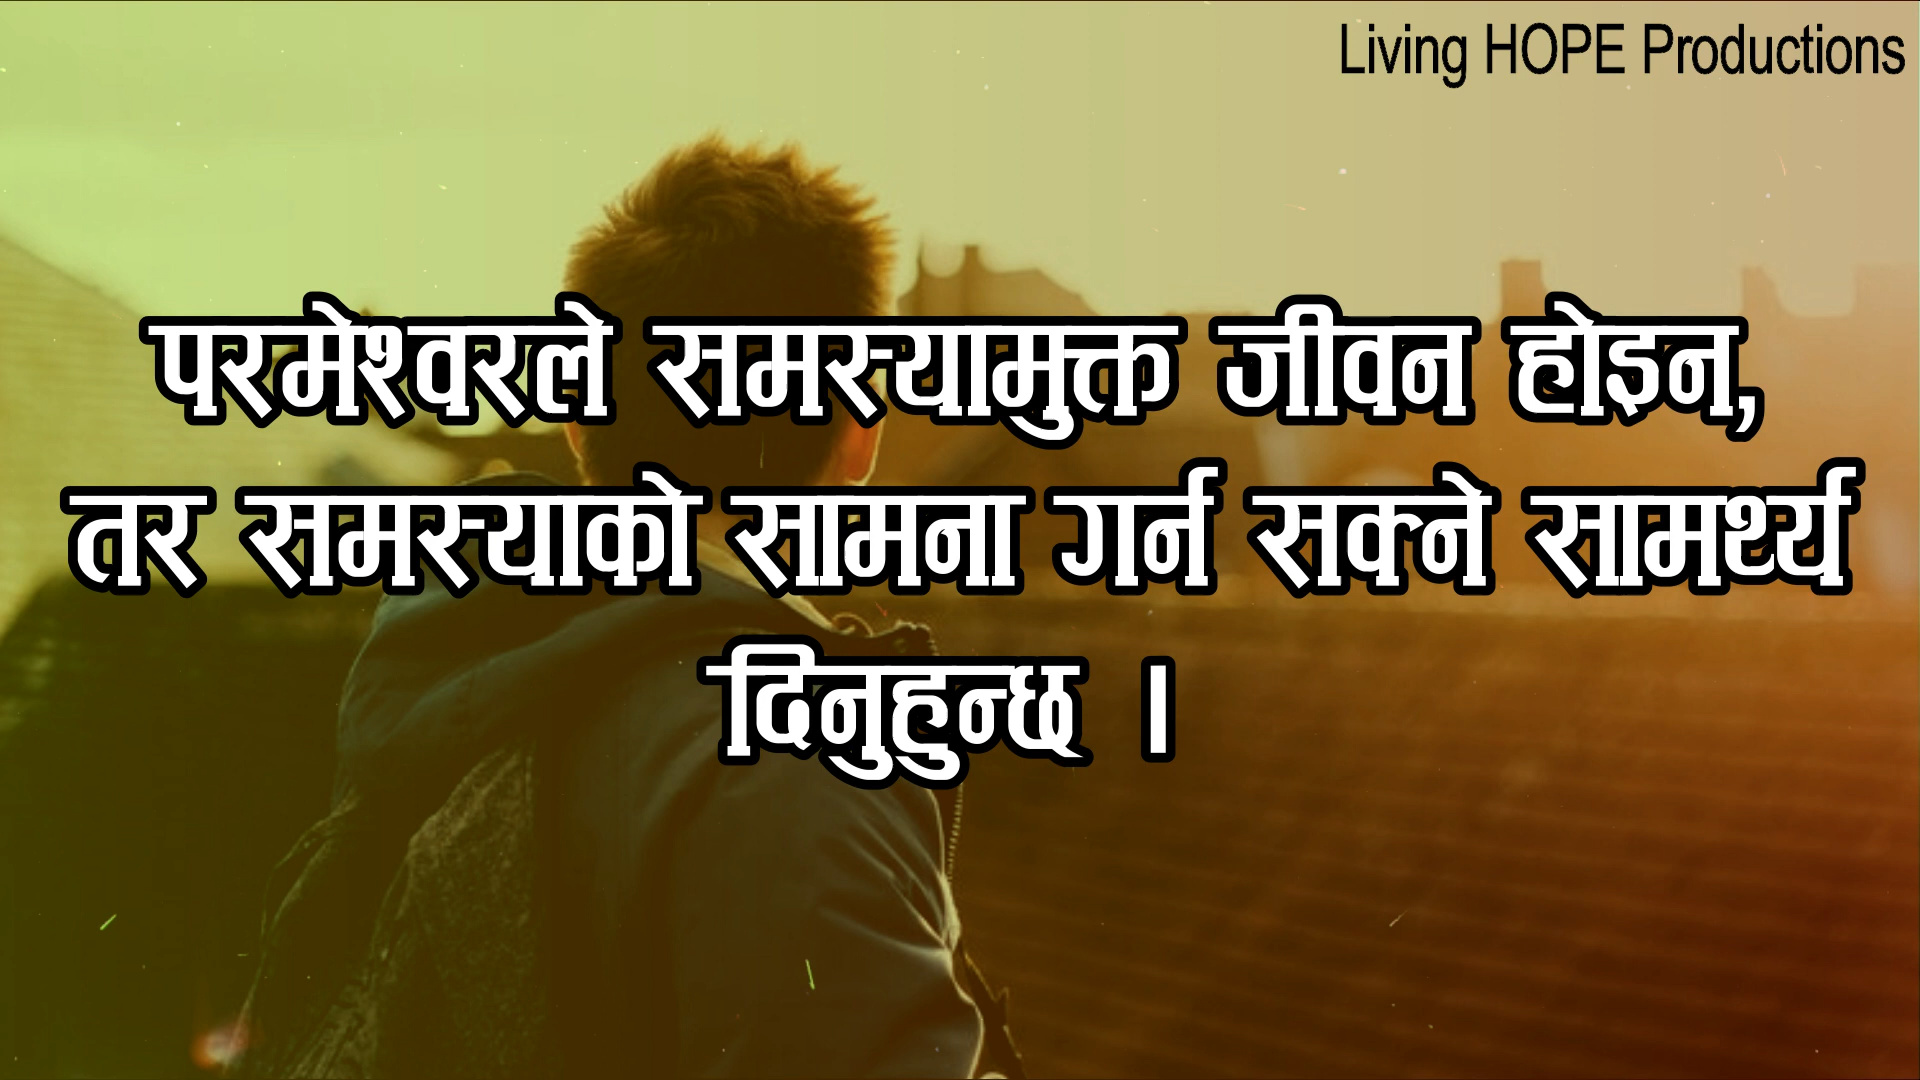 Living HOPE Productions
परमेश्वरले समस्यामुक्त जीवन होइन,
तर समस्याको सामना गर्न सक्ने सामर्थ्य
दिनुहुन्छ ।